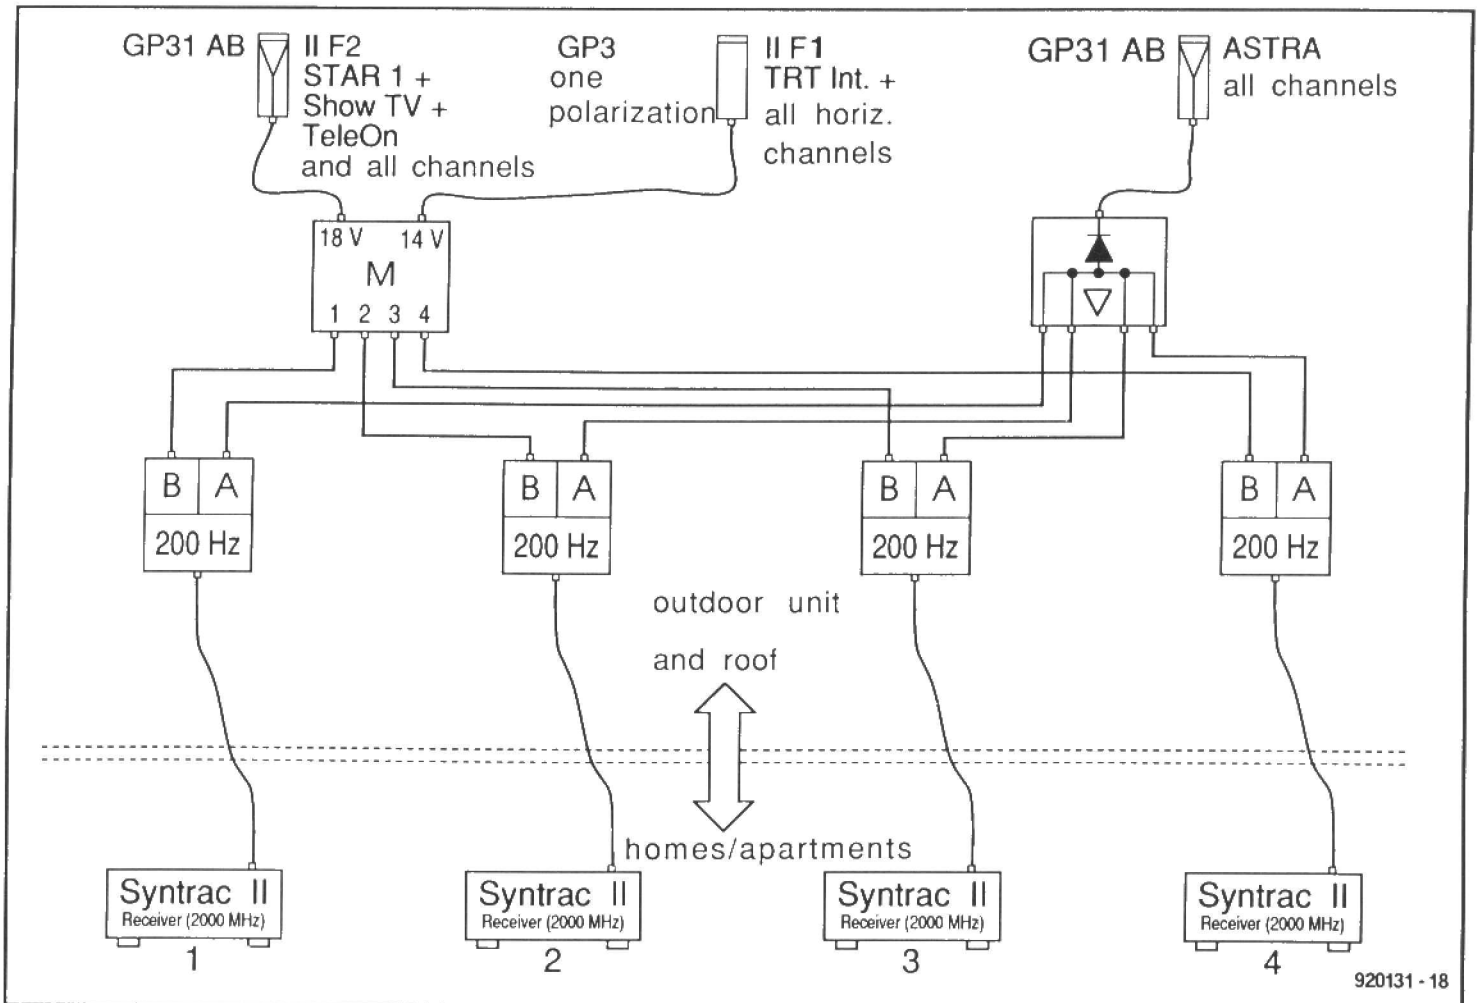 GP31 AB
II F2
STAR 1 +
Show TV +
TeleOn
and all channels
GP3
one
polarization
II F1
TRT Int. +
all horiz.
channels
GP31 AB
ASTRA
all channels
18 V 14 V
M
1 2 3 4
B A
200 Hz
B A
200 Hz
B A
200 Hz
B A
200 Hz
outdoor unit
and roof
homes/apartments
Syntrac II
Receiver (2000 MHz)
1
Syntrac II
Receiver (2000 MHz)
2
Syntrac II
Receiver (2000 MHz)
3
Syntrac II
Receiver (2000 MHz)
4
920131 - 18